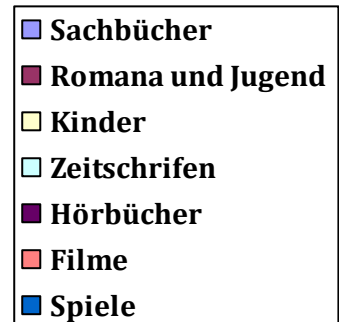 Sachbücher
Romana und Jugend
Kinder
Zeitschrifen
Hörbücher
Filme
Spiele